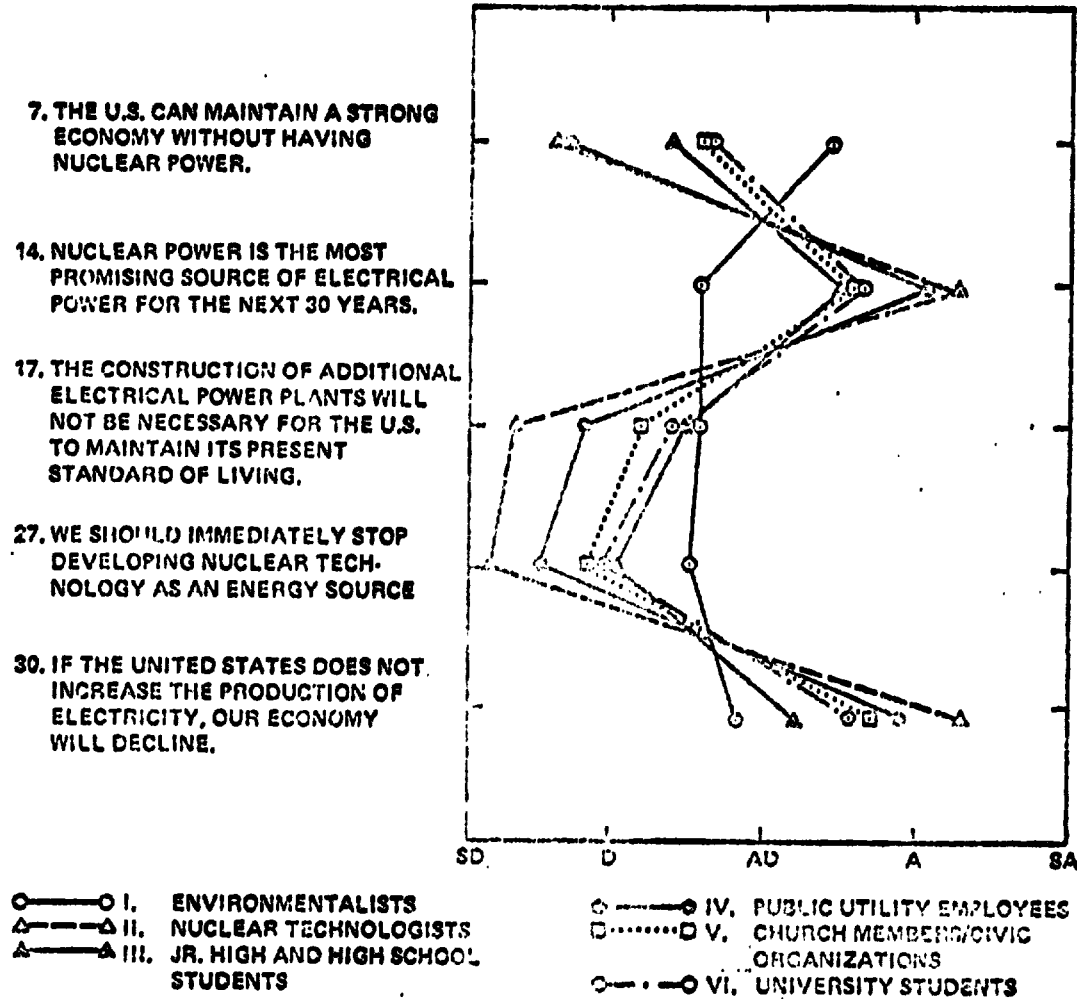 7. THE U.S. CAN MAINTAIN A STRONG
ECONOMY WITHOUT HAVING
NUCLEAR POWER.
14. NUCLEAR POWER IS THE MOST
PROMISING SOURCE OF ELECTRICAL
POWER FOR THE NEXT 30 YEARS.
17. THE CONSTRUCTION OF ADDITIONAL
ELECTRICAL POWER PLANTS WILL
NOT BE NECESSARY FOR THE U.S.
TO MAINTAIN ITS PRESENT
STANDARD OF LIVING.
27. WE SHOULD IMMEDIATELY STOP
DEVELOPING NUCLEAR TECH-
NOLOGY AS AN ENERGY SOURCE
30. IF THE UNITED STATES DOES NOT
INCREASE THE PRODUCTION OF
ELECTRICITY, OUR ECONOMY
WILL DECLINE.
SD D AD A SA
I. ENVIRONMENTALISTS
II. NUCLEAR TECHNOLOGISTS
III. JR. HIGH AND HIGH SCHOOL
STUDENTS
IV. PUBLIC UTILITY EMPLOYEES
V. CHURCH MEMBERS/CIVIC
ORGANIZATIONS
VI. UNIVERSITY STUDENTS